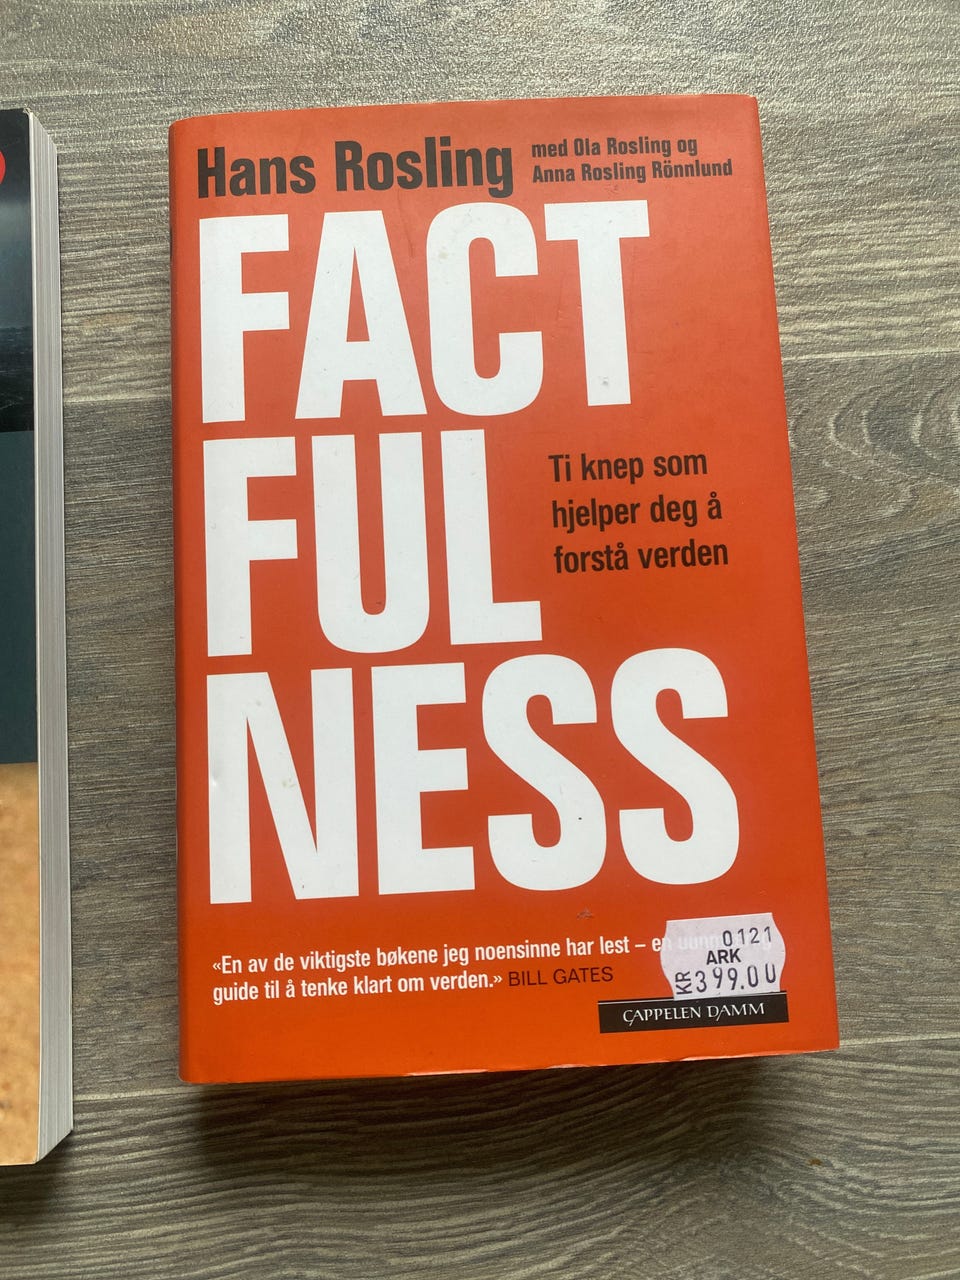 Hans Rosling
med Ola Rosling og
Anna Rosling Rönnlund
FACT
FUL
NESS
Ti knep som
hjelper deg å
forstå verden
«En av de viktigste bøkene jeg noensinne har lest – en
guide til å tenke klart om verden.» BILL GATES
0121
ARK
KR 399.00
CAPPELEN DAMM